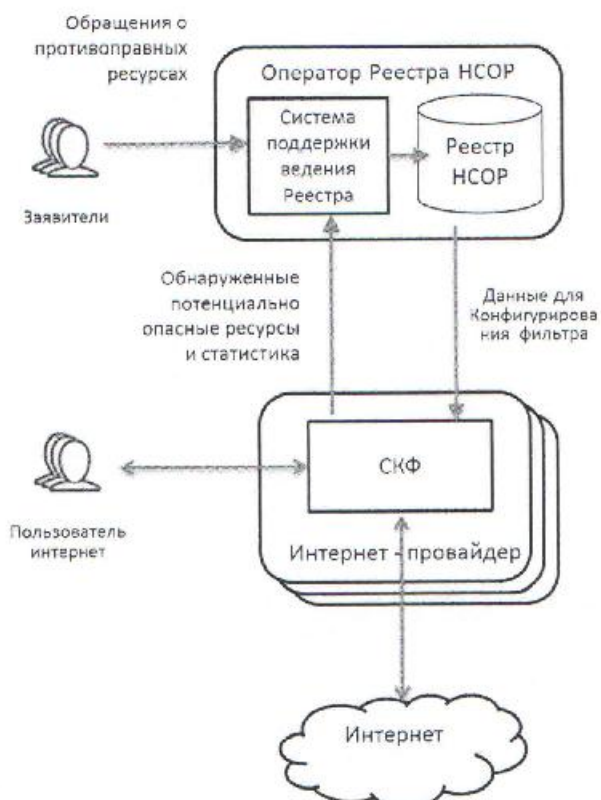 Обращения о
противоправных
ресурсах
Оператор Реестра НСОР
Система
поддержки
ведения
Реестра
Реестр
НСОР
Заявители
Обнаруженные
потенциально
опасные ресурсы
и статистика
Данные для
Конфигурирова
ния фильтра
СКФ
Пользователь
интернет
Интернет - провайдер
Интернет